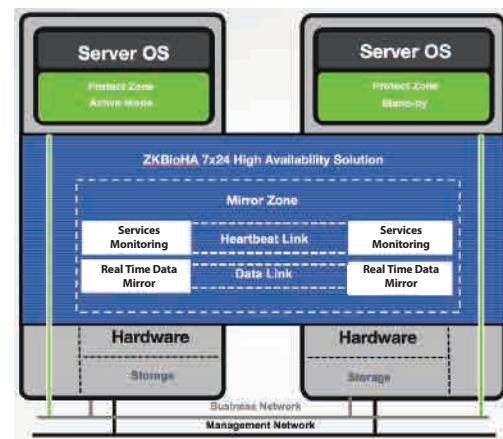 Server OS
Protect Zone
Active Mode
Server OS
Protect Zone
Stand-by
ZKBioHA 7x24 High Availability Solution
Mirror Zone
Services
Monitoring
Heartbeat Link
Services
Monitoring
Real Time Data
Mirror
Data Link
Real Time Data
Mirror
Hardware
Storage
Hardware
Storage
Business Network
Management Network